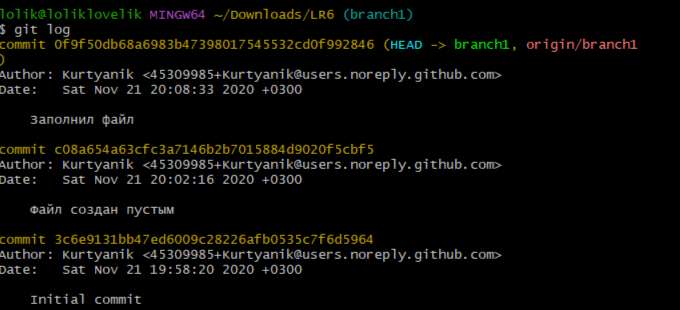 lolik@loliklovelik MINGW64 ~/Downloads/LR6 (branch1)
$ git log
commit 0f9f50db68a6983b47398017545532cd0f992846 (HEAD -> branch1, origin/branch1
)
Author: Kurtyanik <45309985+Kurtyanik@users.noreply.github.com>
Date:   Sat Nov 21 20:08:33 2020 +0300
Заполнил файл
commit c08a654a63cfc3a7146b2b7015884d9020f5cbf5
Author: Kurtyanik <45309985+Kurtyanik@users.noreply.github.com>
Date:   Sat Nov 21 20:02:16 2020 +0300
Файл создан пустым
commit 3c6e9131bb47ed6009c28226afb0535c7f6d5964
Author: Kurtyanik <45309985+Kurtyanik@users.noreply.github.com>
Date:   Sat Nov 21 19:58:20 2020 +0300
Initial commit